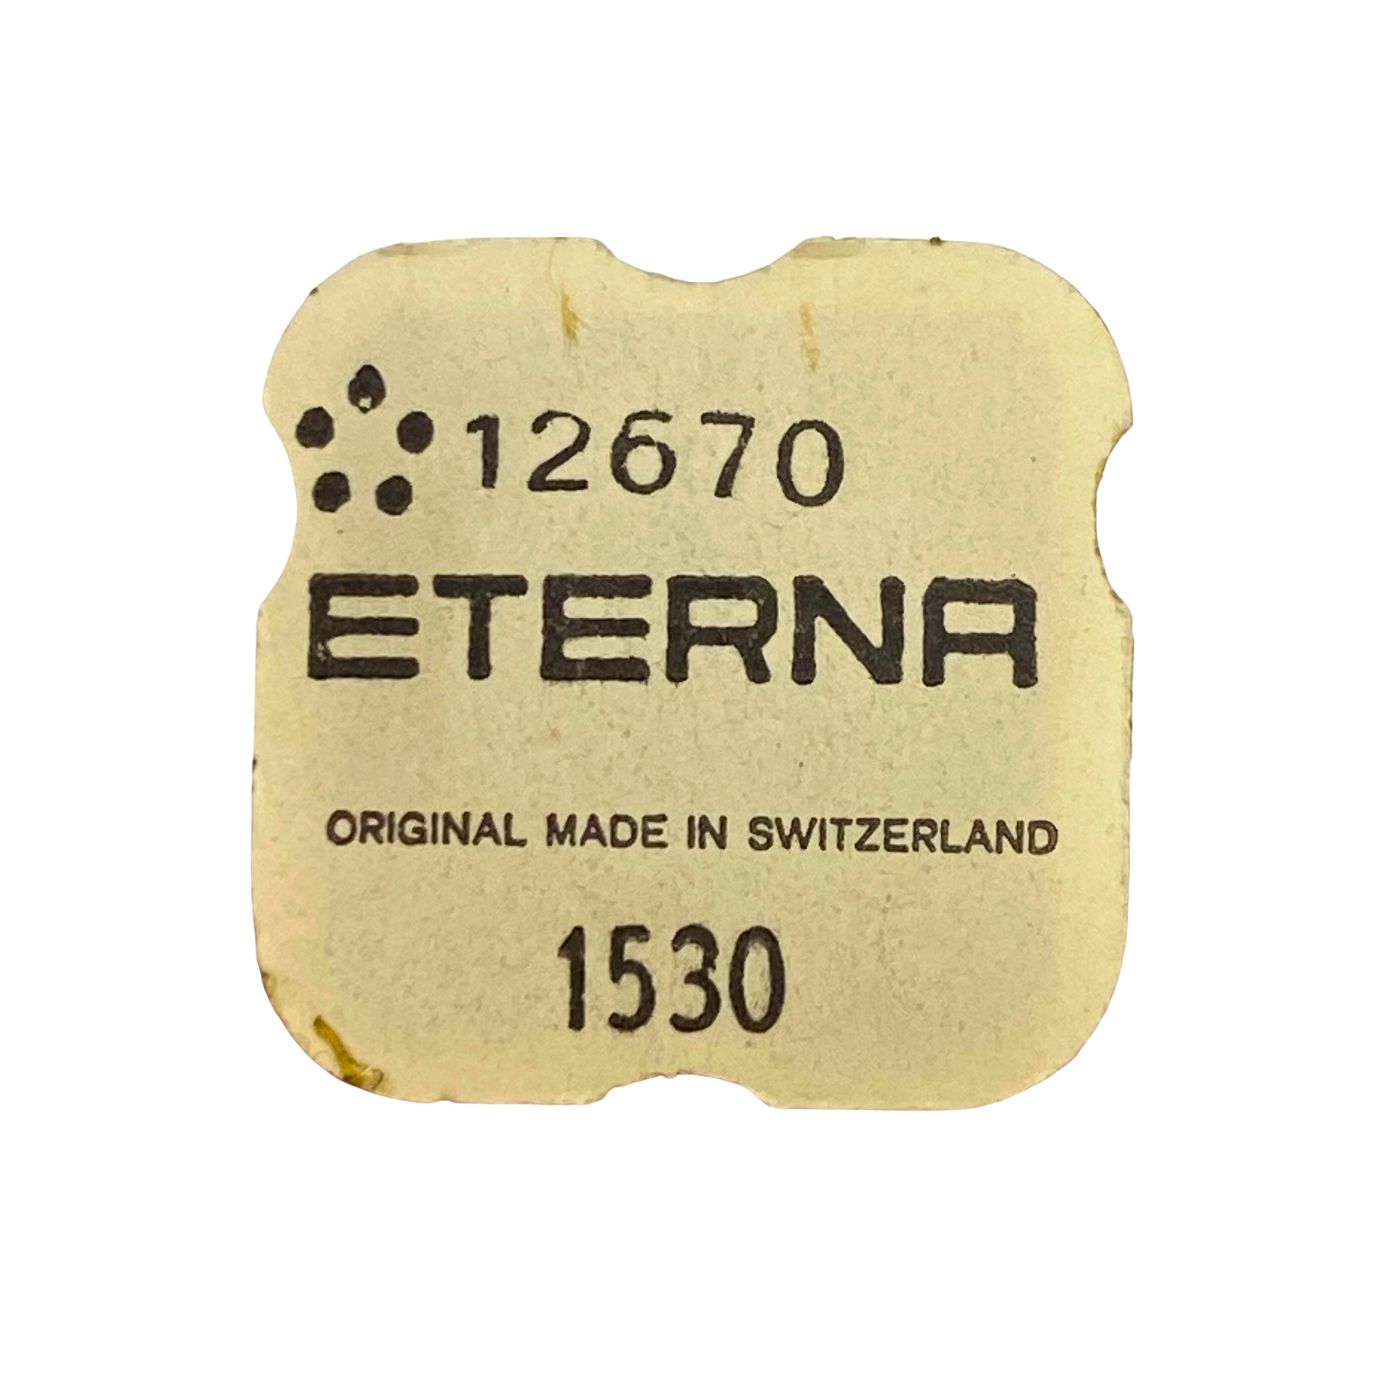 12670
ETERNA
ORIGINAL MADE IN SWITZERLAND
1530